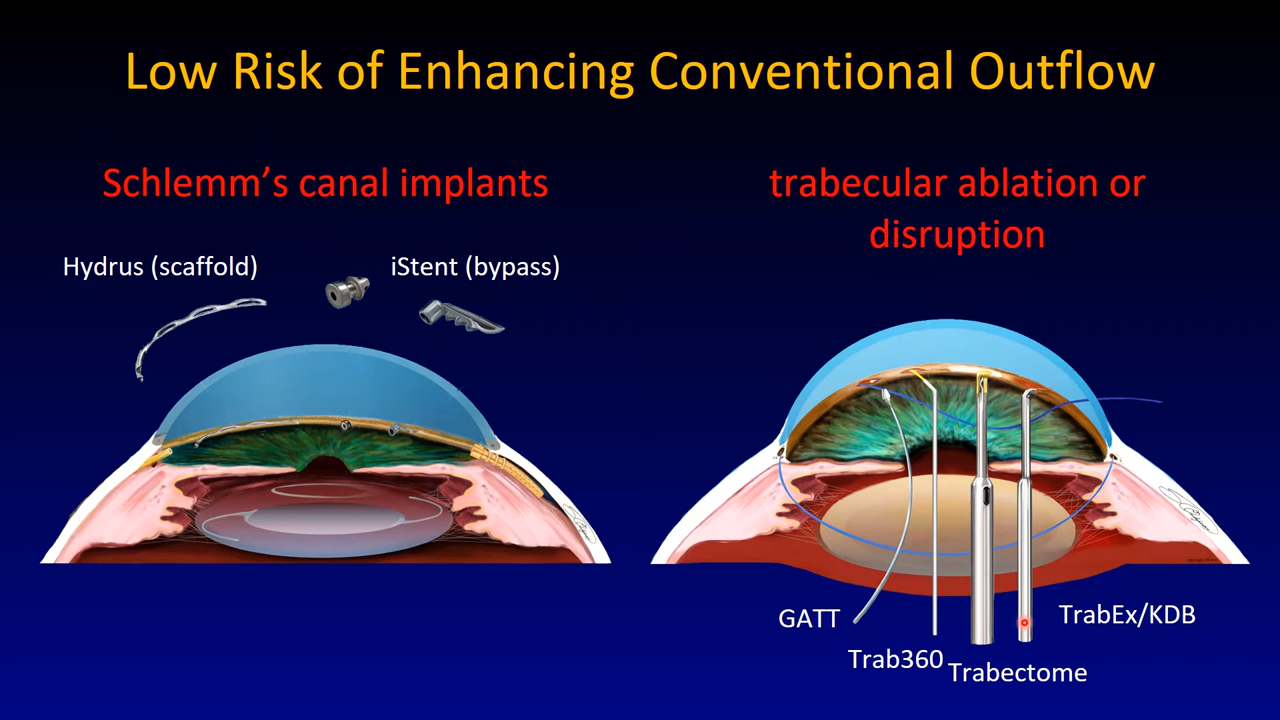 Low Risk of Enhancing Conventional Outflow
Schlemm’s canal implants
Hydrus (scaffold)
iStent (bypass)
trabecular ablation or
disruption
GATT
Trab360
Trabectome
TrabEx/KDB